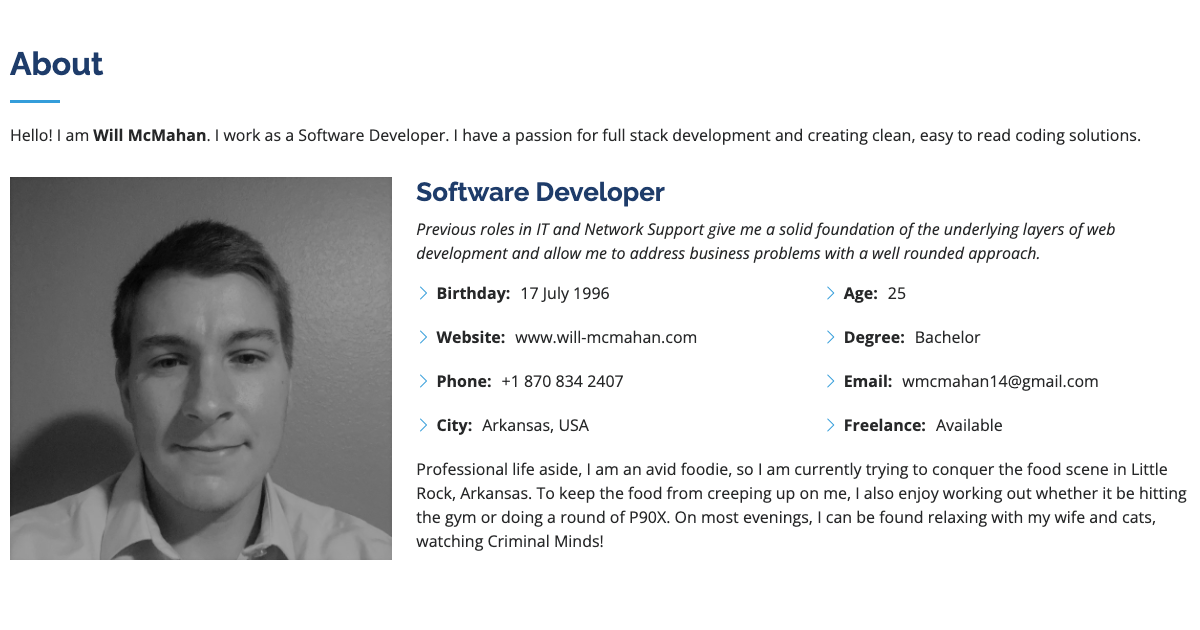 About
Hello! I am Will McMahan. I work as a Software Developer. I have a passion for full stack development and creating clean, easy to read coding solutions.
Software Developer
Previous roles in IT and Network Support give me a solid foundation of the underlying layers of web
development and allow me to address business problems with a well rounded approach.
Birthday: 17 July 1996
Age: 25
Website: www.will-mcmahan.com
Degree: Bachelor
Phone: +1 870 834 2407
Email: wmcmahan14@gmail.com
City: Arkansas, USA
Freelance: Available
Professional life aside, I am an avid foodie, so I am currently trying to conquer the food scene in Little
Rock, Arkansas. To keep the food from creeping up on me, I also enjoy working out whether it be hitting
the gym or doing a round of P90X. On most evenings, I can be found relaxing with my wife and cats,
watching Criminal Minds!